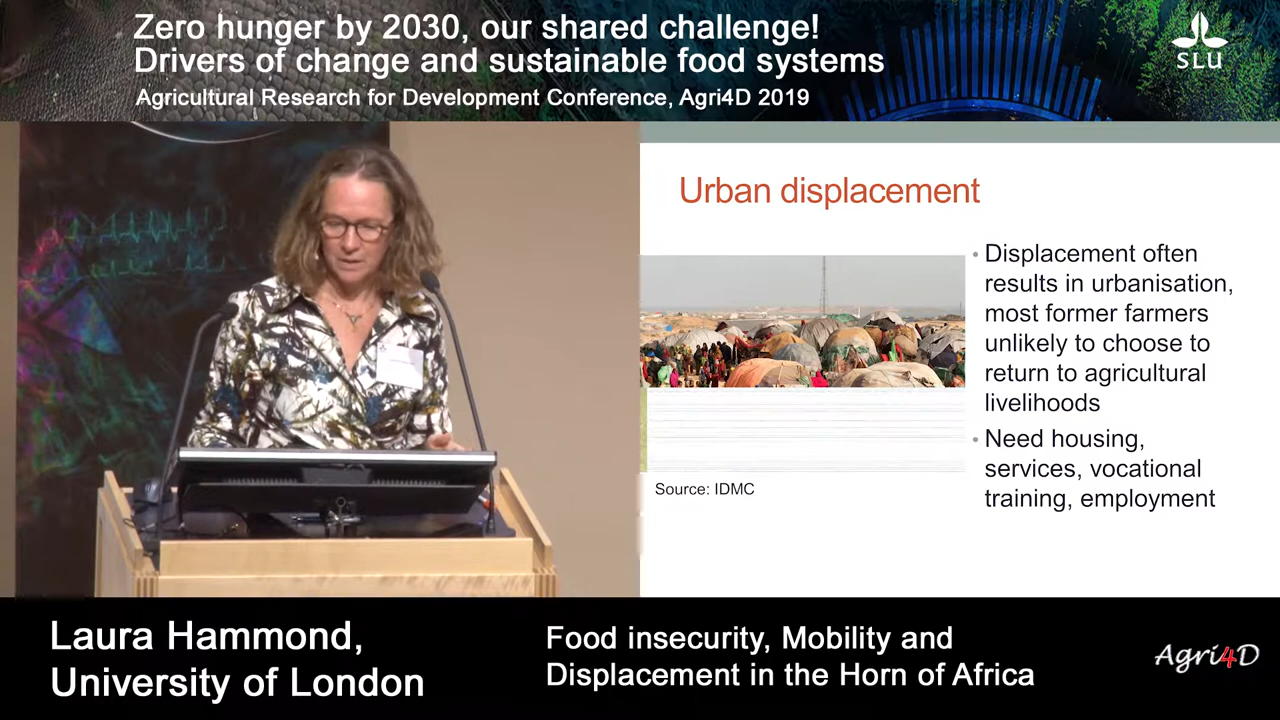 Zero hunger by 2030, our shared challenge!
Drivers of change and sustainable food systems
Agricultural Research for Development Conference, Agri4D 2019
SLU
Urban displacement
• Displacement often
results in urbanisation,
most former farmers
unlikely to choose to
return to agricultural
livelihoods
• Need housing,
services, vocational
training, employment
Source: IDMC
Laura Hammond,
University of London
Food insecurity, Mobility and
Displacement in the Horn of Africa
Agri4D